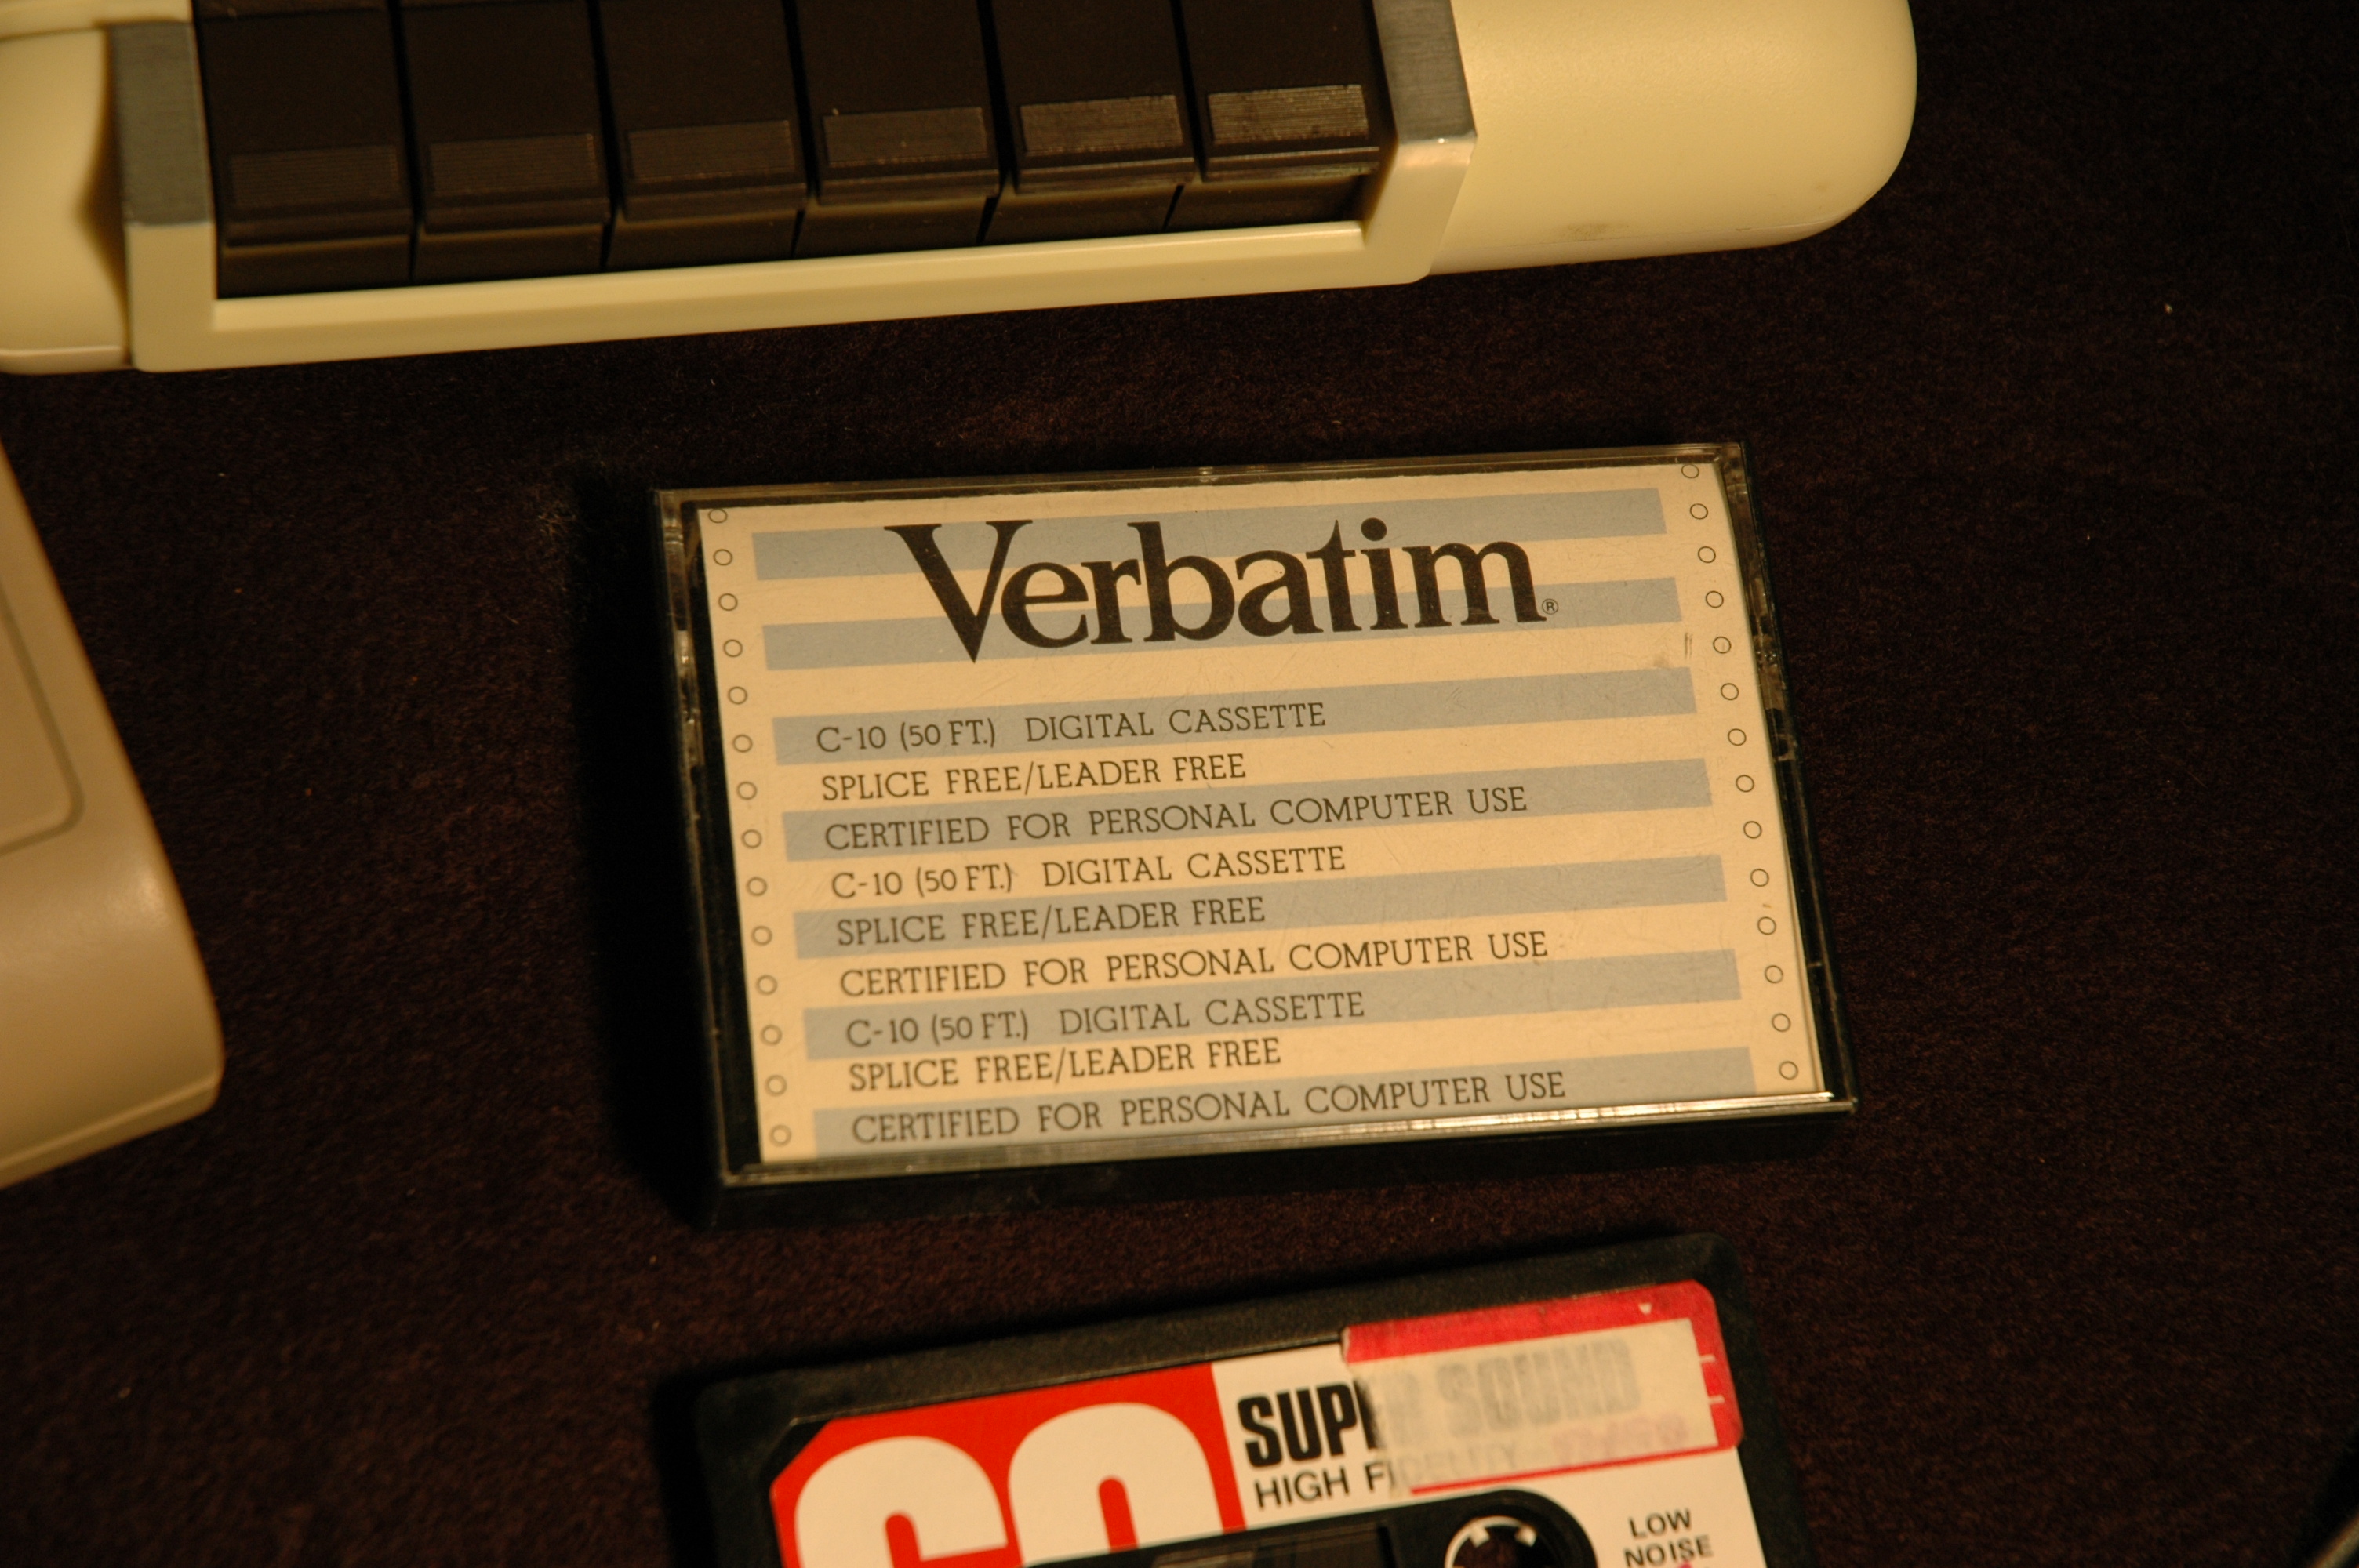 Verbatim®
C-10 (50 FT.) DIGITAL CASSETTE
SPLICE FREE/LEADER FREE
CERTIFIED FOR PERSONAL COMPUTER USE
C-10 (50 FT.) DIGITAL CASSETTE
SPLICE FREE/LEADER FREE
CERTIFIED FOR PERSONAL COMPUTER USE
C-10 (50 FT.) DIGITAL CASSETTE
SPLICE FREE/LEADER FREE
CERTIFIED FOR PERSONAL COMPUTER USE
60
SUPER SOUND
HIGH FIDELITY
LOW
NOISE